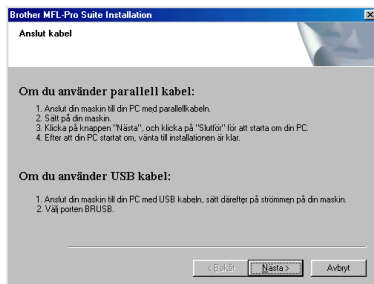 Brother MFL-Pro Suite Installation
Anslut kabel
Om du använder parallell kabel:
1. Anslut din maskin till din PC med parallellkabeln.
2. Sätt på din maskin.
3. Klicka på knappen "Nästa", och klicka på "Slutför" för att starta om din PC.
4. Efter att din PC startat om, vänta till installationen är klar.
Om du använder USB kabel:
1. Anslut din maskin till din PC med USB kabeln, sätt därefter på strömmen på din maskin.
2. Välj porten BRUSB.
< Bakåt Nästa > Avbryt